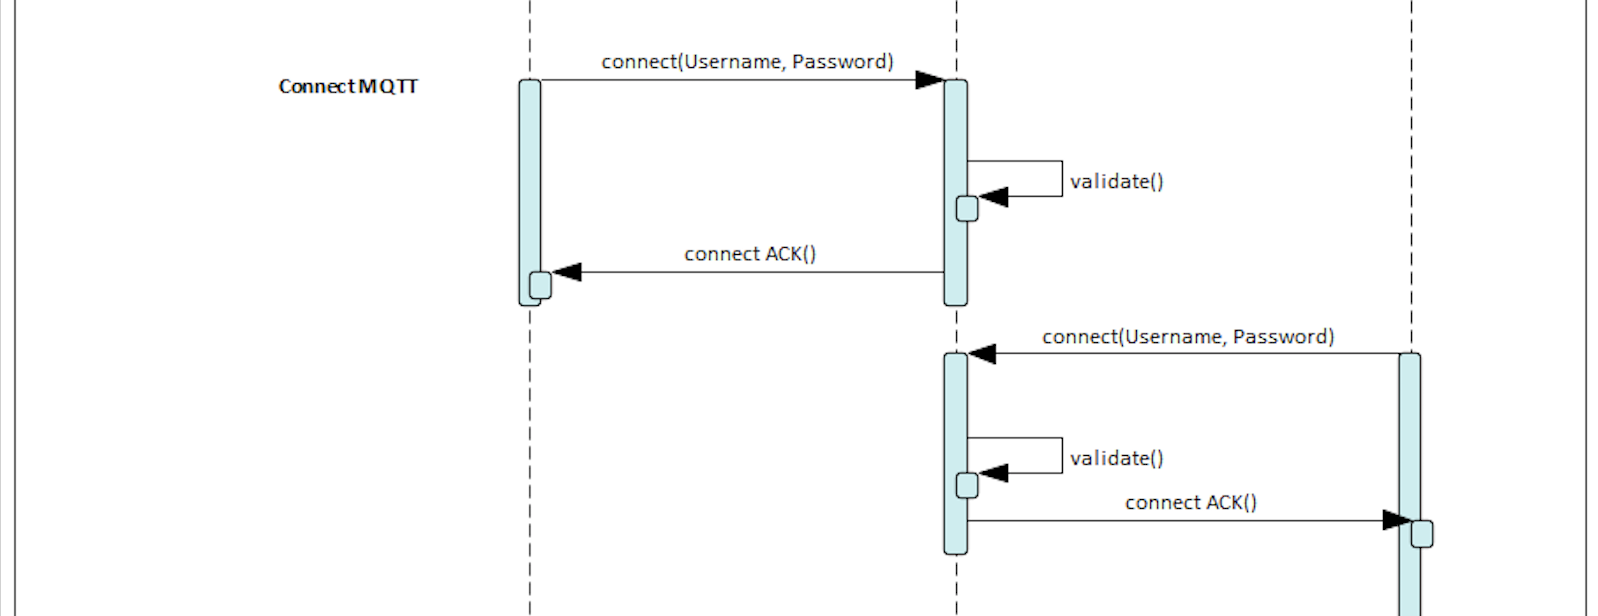 connect(Username, Password)
Connect MQTT
validate()
connect ACK()
connect(Username, Password)
validate()
connect ACK()